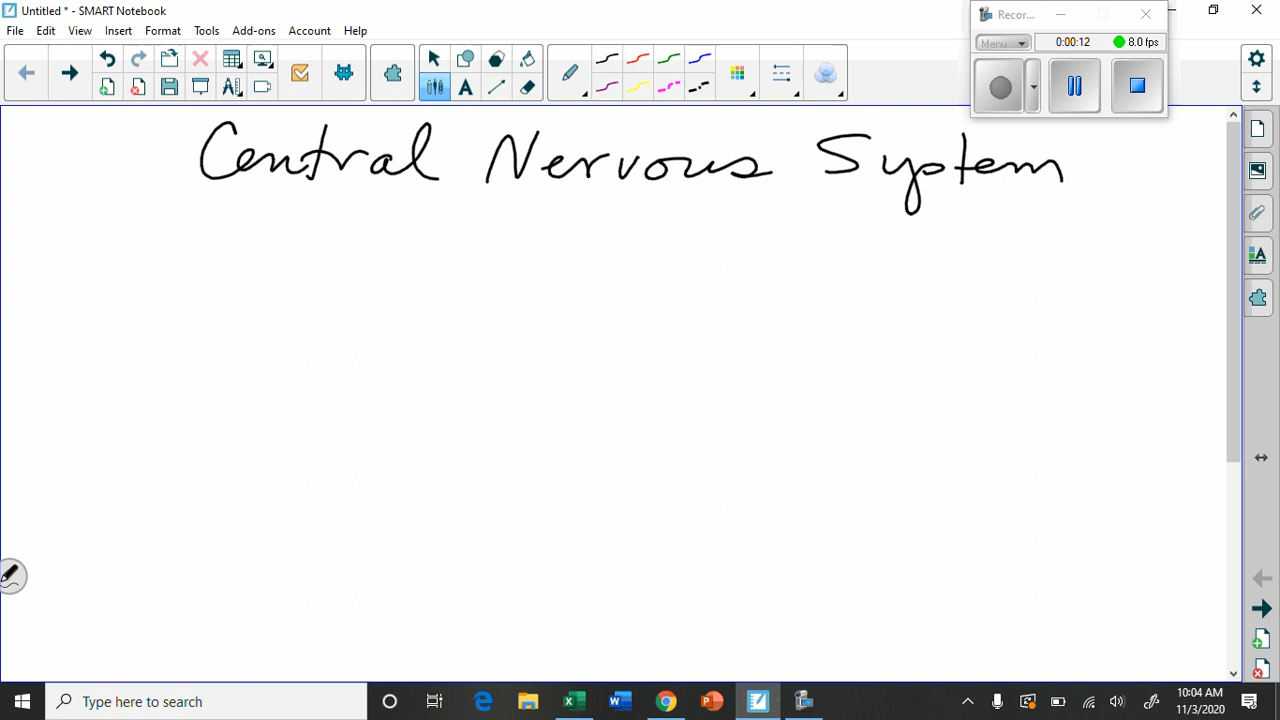 Untitled * - SMART Notebook
File Edit View Insert Format Tools Add-ons Account Help
Recor...
Menu 0:00:12 8.0 fps
Central Nervous System
Type here to search
10:04 AM
11/3/2020